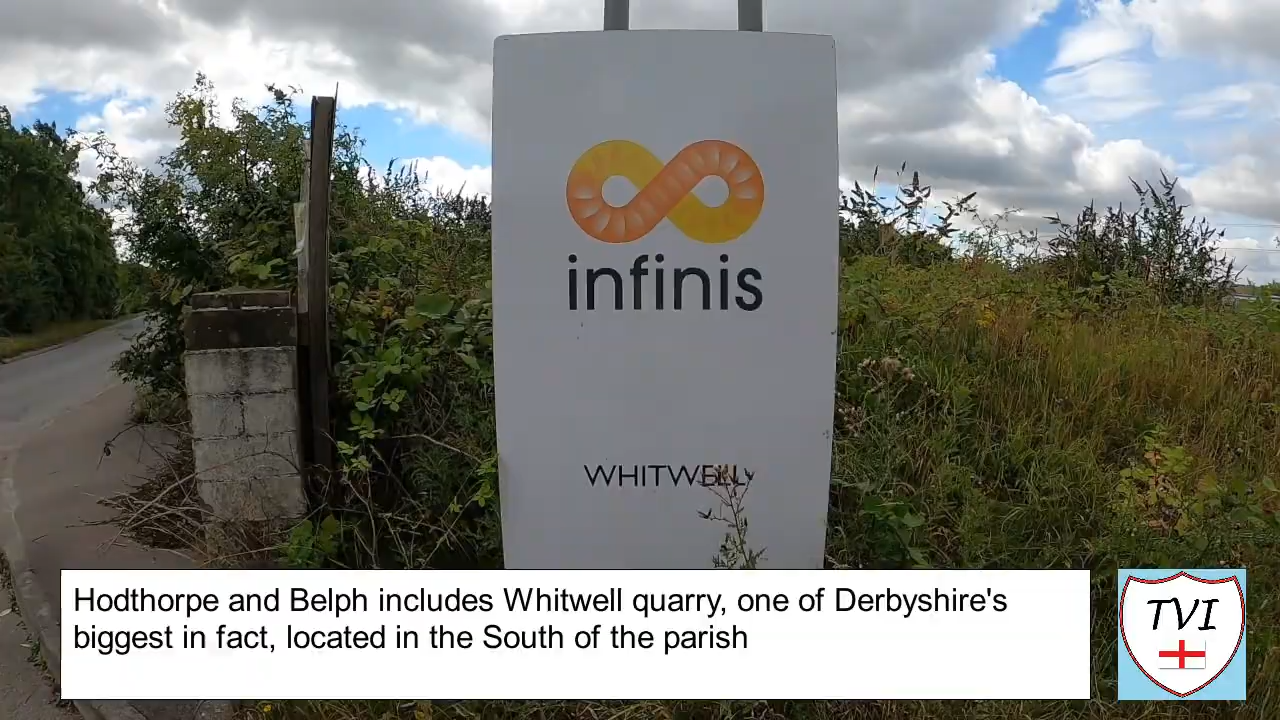 infinis
WHITWELL
Hodthorpe and Belph includes Whitwell quarry, one of Derbyshire's
biggest in fact, located in the South of the parish
TVI